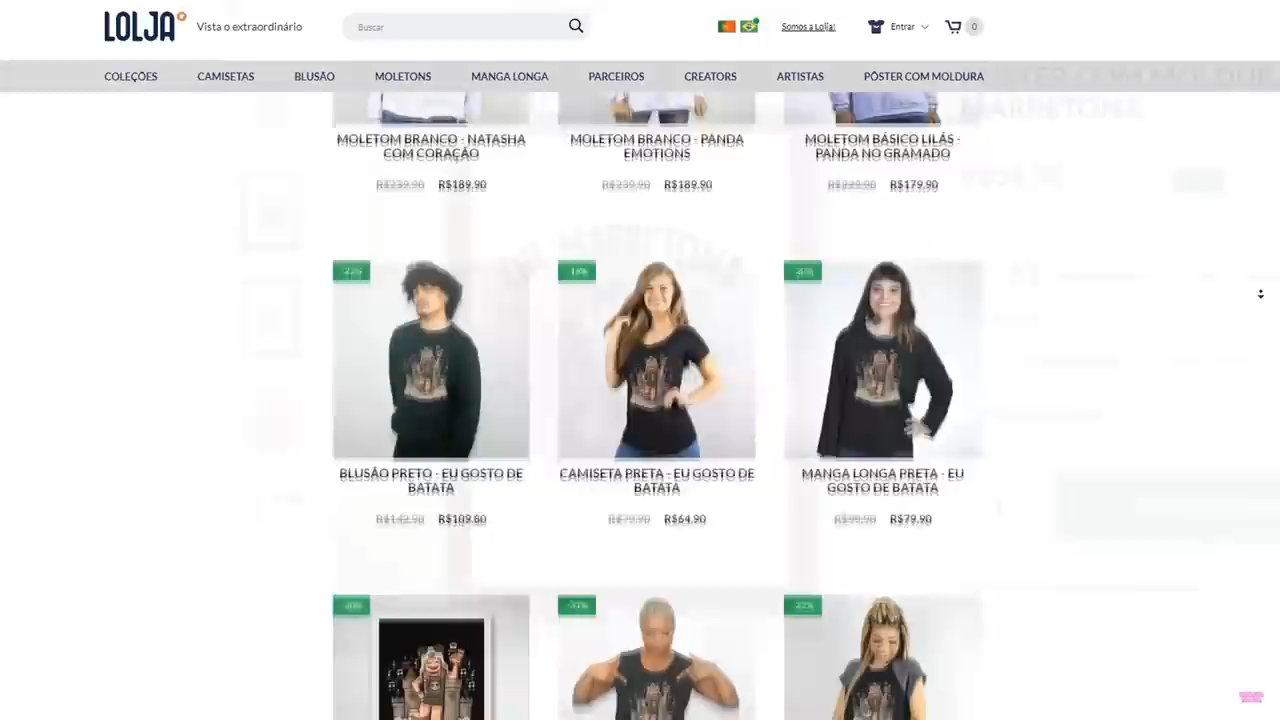 LOLJA
Vista o extraordinário
Buscar
Somos a Lolja!
Entrar
0
COLEÇÕES
CAMISETAS
BLUSÃO
MOLETONS
MANGA LONGA
PARCEIROS
CREATORS
ARTISTAS
PÔSTER COM MOLDURA
MOLETOM BRANCO - NATASHA
COM CORAÇÃO
R$239,90 R$189,90
MOLETOM BRANCO - PANDA
EMOTIONS
R$239,90 R$189,90
MOLETOM BÁSICO LILÁS -
PANDA NO GRAMADO
R$179,90
BLUSÃO PRETO - EU GOSTO DE
BATATA
R$109,60
CAMISETA PRETA - EU GOSTO DE
BATATA
R$79,90 R$64,90
MANGA LONGA PRETA - EU
GOSTO DE BATATA
R$99,90 R$79,90